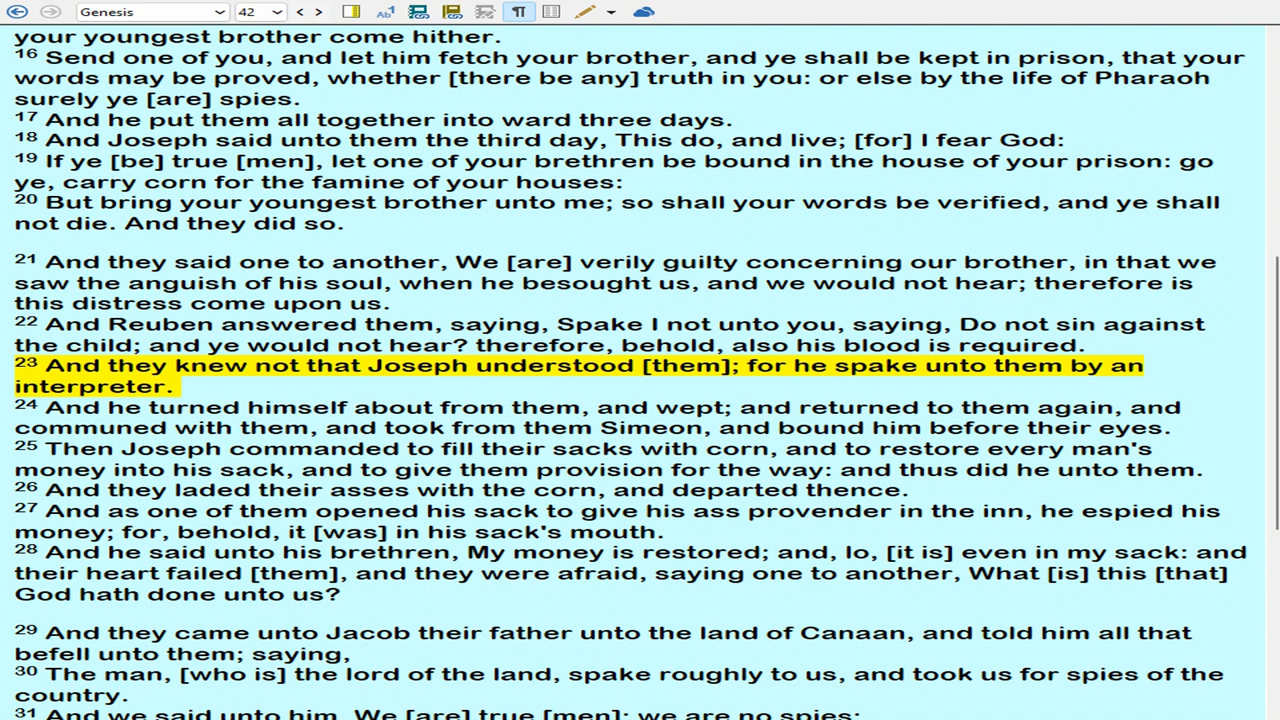 Genesis 42 < >
your youngest brother come hither.
16 Send one of you, and let him fetch your brother, and ye shall be kept in prison, that your
words may be proved, whether [there be any] truth in you: or else by the life of Pharaoh
surely ye [are] spies.
17 And he put them all together into ward three days.
18 And Joseph said unto them the third day, This do, and live; [for] I fear God:
19 If ye [be] true [men], let one of your brethren be bound in the house of your prison: go
ye, carry corn for the famine of your houses:
20 But bring your youngest brother unto me; so shall your words be verified, and ye shall
not die. And they did so.
21 And they said one to another, We [are] verily guilty concerning our brother, in that we
saw the anguish of his soul, when he besought us, and we would not hear; therefore is
this distress come upon us.
22 And Reuben answered them, saying, Spake I not unto you, saying, Do not sin against
the child; and ye would not hear? therefore, behold, also his blood is required.
23 And they knew not that Joseph understood [them]; for he spake unto them by an
interpreter.
24 And he turned himself about from them, and wept; and returned to them again, and
communed with them, and took from them Simeon, and bound him before their eyes.
25 Then Joseph commanded to fill their sacks with corn, and to restore every man's
money into his sack, and to give them provision for the way: and thus did he unto them.
26 And they laded their asses with the corn, and departed thence.
27 And as one of them opened his sack to give his ass provender in the inn, he espied his
money; for, behold, it [was] in his sack's mouth.
28 And he said unto his brethren, My money is restored; and, lo, [it is] even in my sack: and
their heart failed [them], and they were afraid, saying one to another, What [is] this [that]
God hath done unto us?
29 And they came unto Jacob their father unto the land of Canaan, and told him all that
befell unto them; saying,
30 The man, [who is] the lord of the land, spake roughly to us, and took us for spies of the
country.
31 And we said unto him, We [are] true [men]; we are no spies: